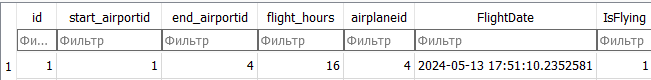 id start_airportid end_airportid flight_hours airplaneid FlightDate IsFlying
Фи... Фильтр Фильтр Фильтр Фильтр Фильтр Фильтр
1 1 1 4 16 4 2024-05-13 17:51:10.2352581 1